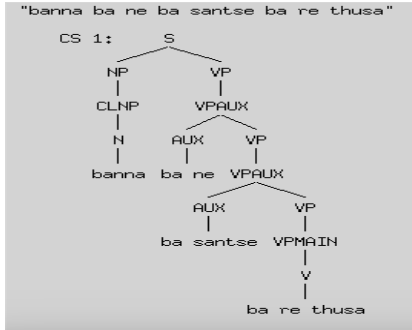 "banna ba ne ba santse ba re thusa"
CS 1: S
NP VP
CLNP VPAUX
N AUX VP
banna ba ne VPAUX
AUX VP
ba santse VPMAIN
V
ba re thusa